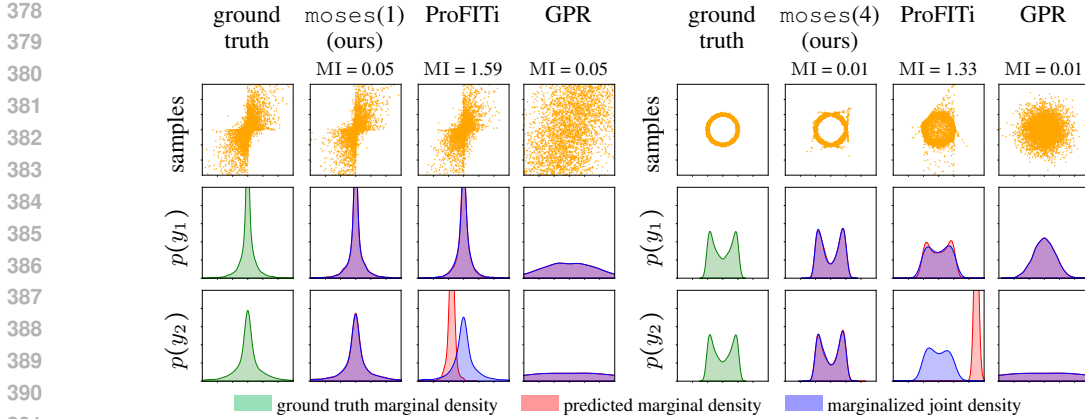 378
379
380
381
382
383
384
385
386
387
388
389
390
ground truth
moses(1) (ours)
ProFITi
GPR
ground truth
moses(4) (ours)
ProFITi
GPR
MI = 0.05
MI = 1.59
MI = 0.05
MI = 0.01
MI = 1.33
MI = 0.01
samples
samples
p(y₁)
p(y₁)
p(y₂)
p(y₂)
ground truth marginal density
predicted marginal density
marginalized joint density